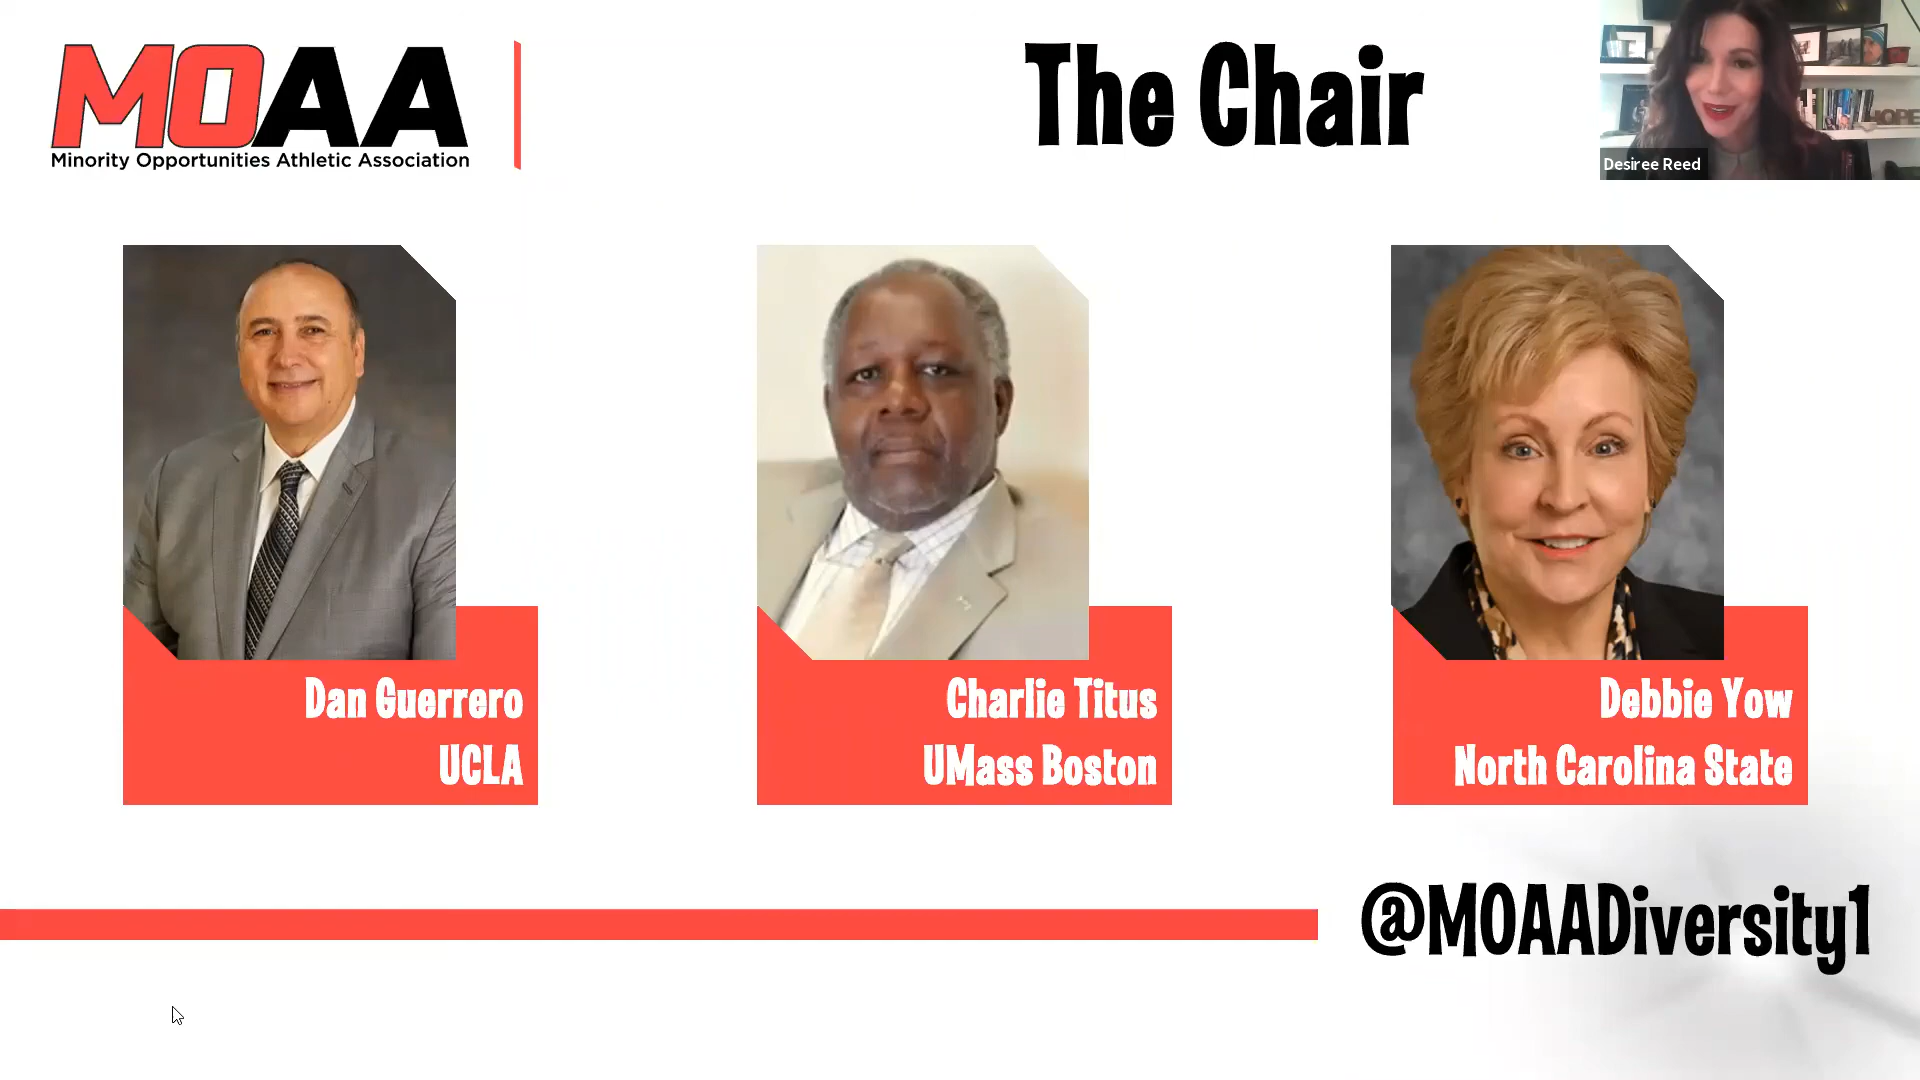 MOAA
Minority Opportunities Athletic Association
The Chair
HOPE
Desiree Reed
Dan Guerrero
UCLA
Charlie Titus
UMass Boston
Debbie Yow
North Carolina State
@MOAADiversity1